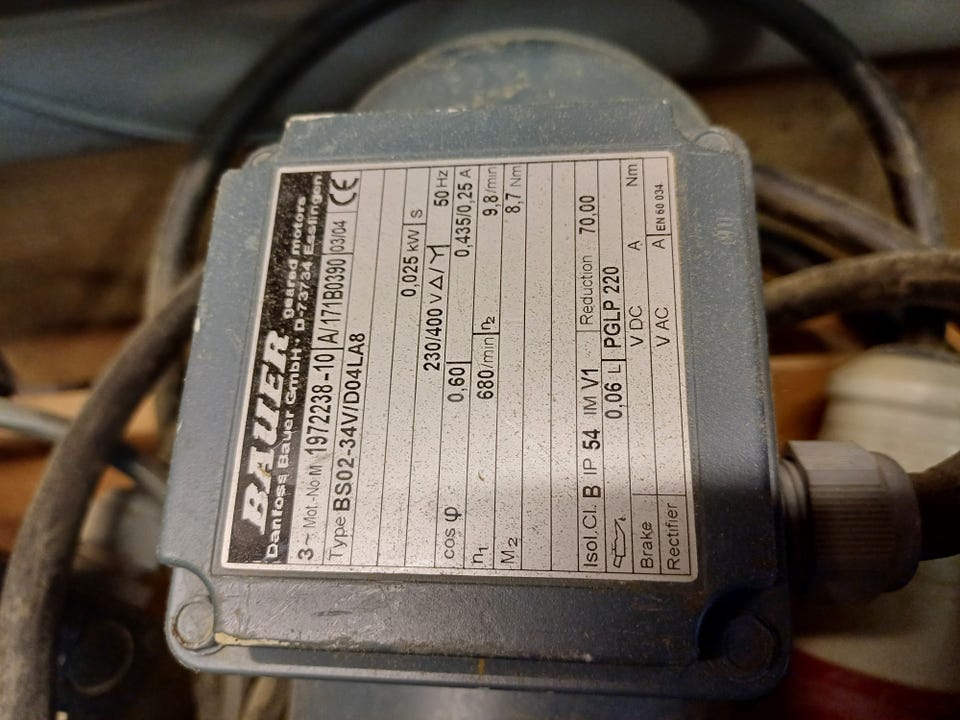 BAUER
geared motors
Danfoss Bauer GmbH · D-73734 Esslingen
3~ Mot.-No M 1972238-10 A/171B0390 03/04 CE
Type BS02-34V/D04LA8
0,025 kW S
230/400 V Δ/Y 50 Hz
cos φ 0,60 0,435/0,25 A
n1 680/min n2 9,8/min
M2 8,7 Nm
Isol.Cl. B IP 54 IM V1 Reduction 70,00
0,06 L PGLP 220
Brake V DC A Nm
Rectifier V AC A EN 60 034